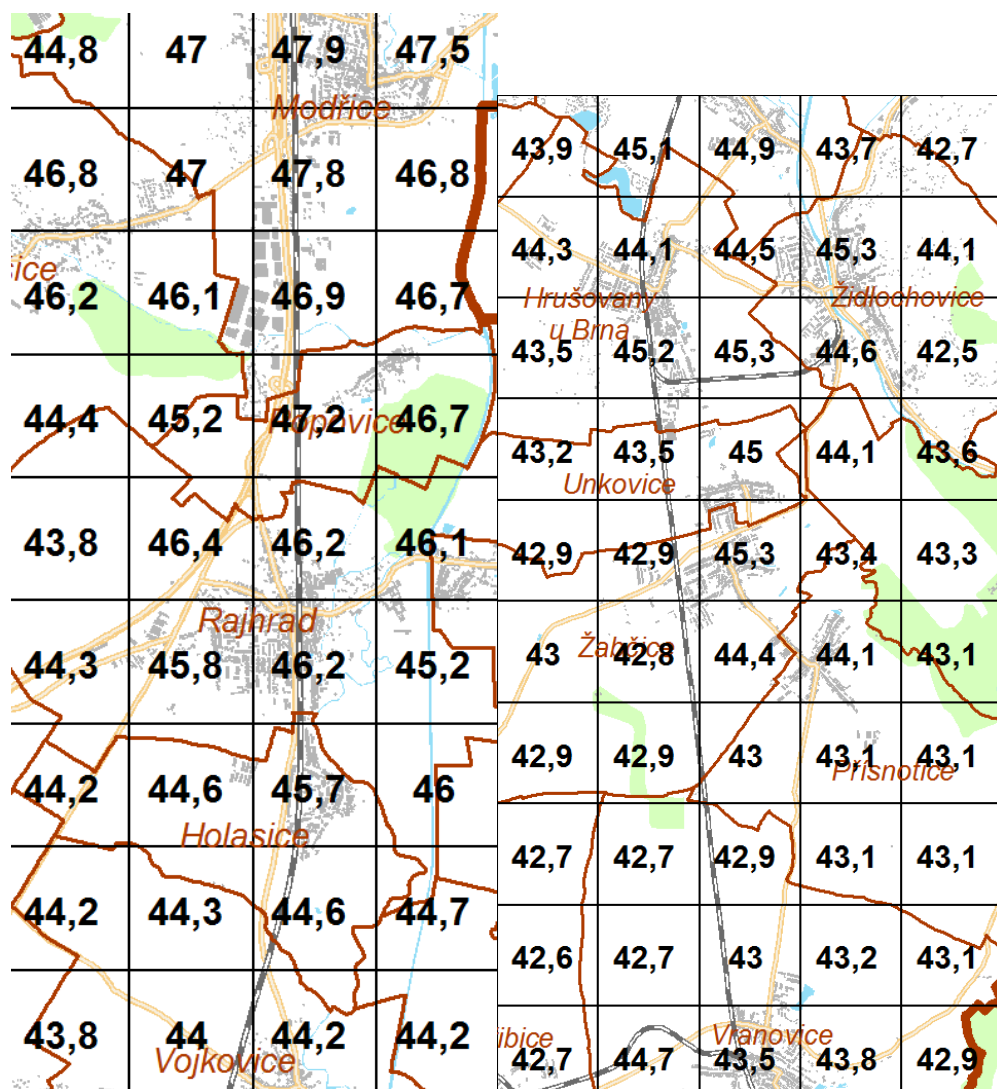 44,8 47 47,9 47,5
Modřice
46,8 47 47,8 46,8
ice
46,2 46,1 46,9 46,7
44,4 45,2 47,2 46,7
Popovice
43,8 46,4 46,2 46,1
Rajhrad
44,3 45,8 46,2 45,2
44,2 44,6 45,7 46
Holasice
44,2 44,3 44,6 44,7
43,8 44 44,2 44,2
Vojkovice
43,9 45,1 44,9 43,7 42,7
44,3 44,1 44,5 45,3 44,1
Hrušovany Židlochovice
u Brna
43,5 45,2 45,3 44,6 42,5
43,2 43,5 45 44,1 43,6
Unkovice
42,9 42,9 45,3 43,4 43,3
Žabčice
43 42,8 44,4 44,1 43,1
42,9 42,9 43 43,1 43,1
Přísnotice
42,7 42,7 42,9 43,1 43,1
42,6 42,7 43 43,2 43,1
ibice Vranovice
42,7 44,7 43,5 43,8 42,9